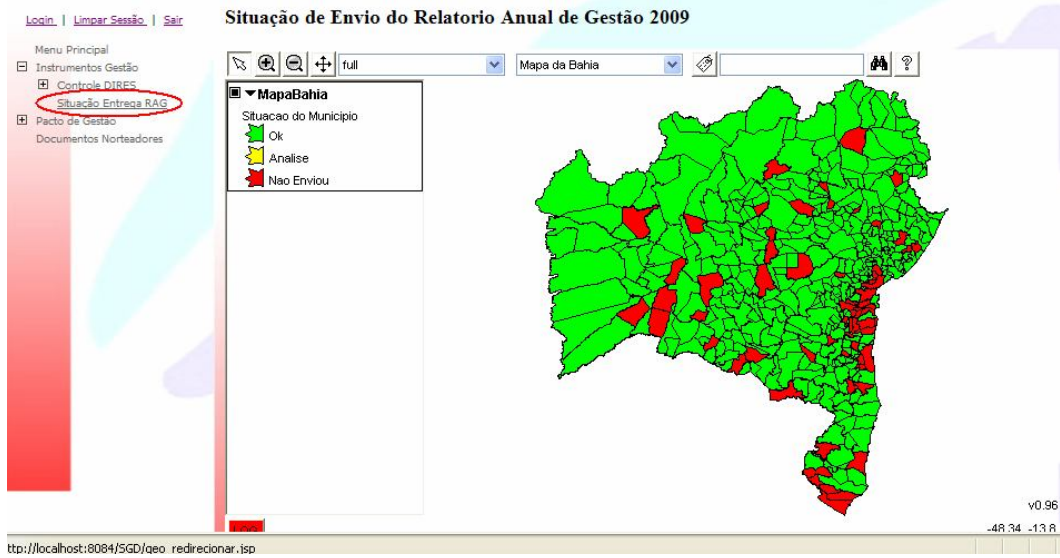 Login | Limpar Sessão | Sair
Situação de Envio do Relatorio Anual de Gestão 2009
Menu Principal
Instrumentos Gestão
Controle DIRES
Situação Entrega RAG
Pacto de Gestão
Documentos Norteadores
full
Mapa da Bahia
?
MapaBahia
Situacao do Municipio
Ok
Analise
Nao Enviou
v0.96
-48.34 -13.8
LOG
ttp://localhost:8084/SGD/geo_redirecionar.jsp